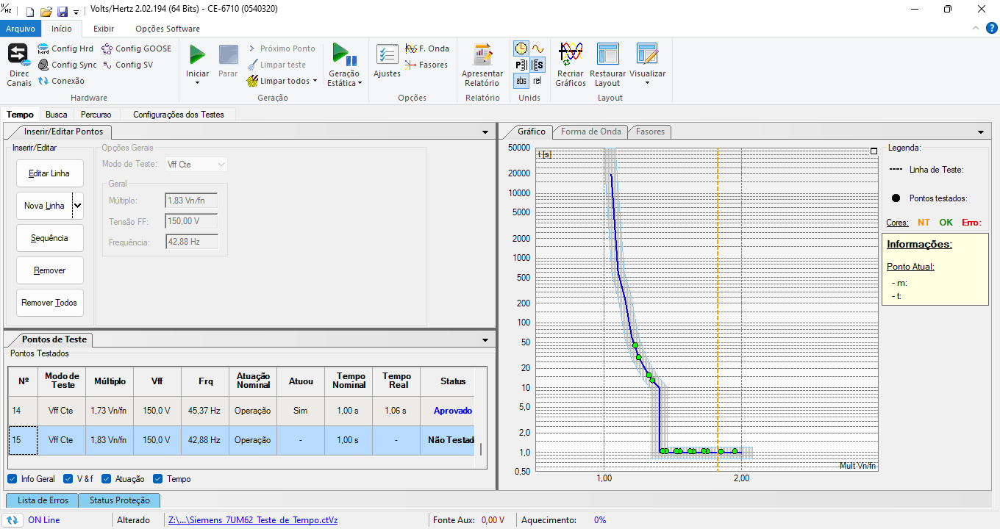 Volts/Hertz 2.02.194 (64 Bits) - CE-6710 (0540320)
Arquivo Início Exibir Opções Software
Direc Canais
Config Hrd
Config Sync
Conexão
Config GOOSE
Config SV
Hardware
Iniciar
Parar
Próximo Ponto
Limpar teste
Limpar todos
Geração Estática
Geração
Ajustes
F. Onda
Fasores
Opções
Apresentar Relatório
Relatório
abs rel
Unids
Recriar Gráficos
Restaurar Layout
Visualizar
Layout
Tempo Busca Percurso Configurações dos Testes
Inserir/Editar Pontos
Inserir/Editar
Editar Linha
Nova Linha
Sequência
Remover
Remover Todos
Opções Gerais
Modo de Teste: Vff Cte
Geral
Múltiplo: 1,83 Vn/fn
Tensão FF: 150,00 V
Frequência: 42,88 Hz
Pontos de Teste
Pontos Testados
Nº Modo de Teste Múltiplo Vff Frq Atuação Nominal Atuou Tempo Nominal Tempo Real Status
14 Vff Cte 1,73 Vn/fn 150,0 V 45,37 Hz Operação Sim 1,00 s 1,06 s Aprovado
15 Vff Cte 1,83 Vn/fn 150,0 V 42,88 Hz Operação - 1,00 s - Não Testad
Info Geral V & f Atuação Tempo
Gráfico Forma de Onda Fasores
t [s]
50000
20000
10000
5000
2000
1000
500
200
100
50
20
10
5,0
2,0
1,0
0,50
Mult Vn/fn
1,00 2,00
Legenda:
Linha de Teste:
Pontos testados:
Cores: NT OK Erro:
Informações:
Ponto Atual:
- m:
- t:
Lista de Erros Status Proteção
ON Line Alterado Z:\...\Siemens_7UM62_Teste_de_Tempo.ctVz Fonte Aux: 0,00 V Aquecimento: 0%